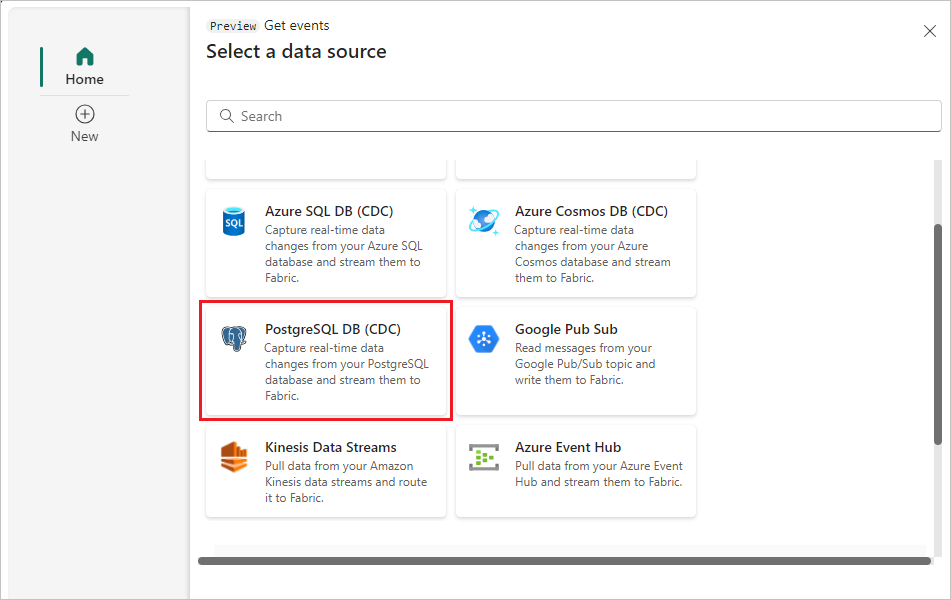 Preview Get events
Select a data source
Home
New
Search
Azure SQL DB (CDC)
Capture real-time data
changes from your Azure SQL
database and stream them to
Fabric.
Azure Cosmos DB (CDC)
Capture real-time data
changes from your Azure
Cosmos database and stream
them to Fabric.
SQL
PostgreSQL DB (CDC)
Capture real-time data
changes from your PostgreSQL
database and stream them to
Fabric.
Google Pub Sub
Read messages from your
Google Pub/Sub topic and
write them to Fabric.
Kinesis Data Streams
Pull data from your Amazon
Kinesis data streams and route
it to Fabric.
Azure Event Hub
Pull data from your Azure Event
Hub and stream them to Fabric.